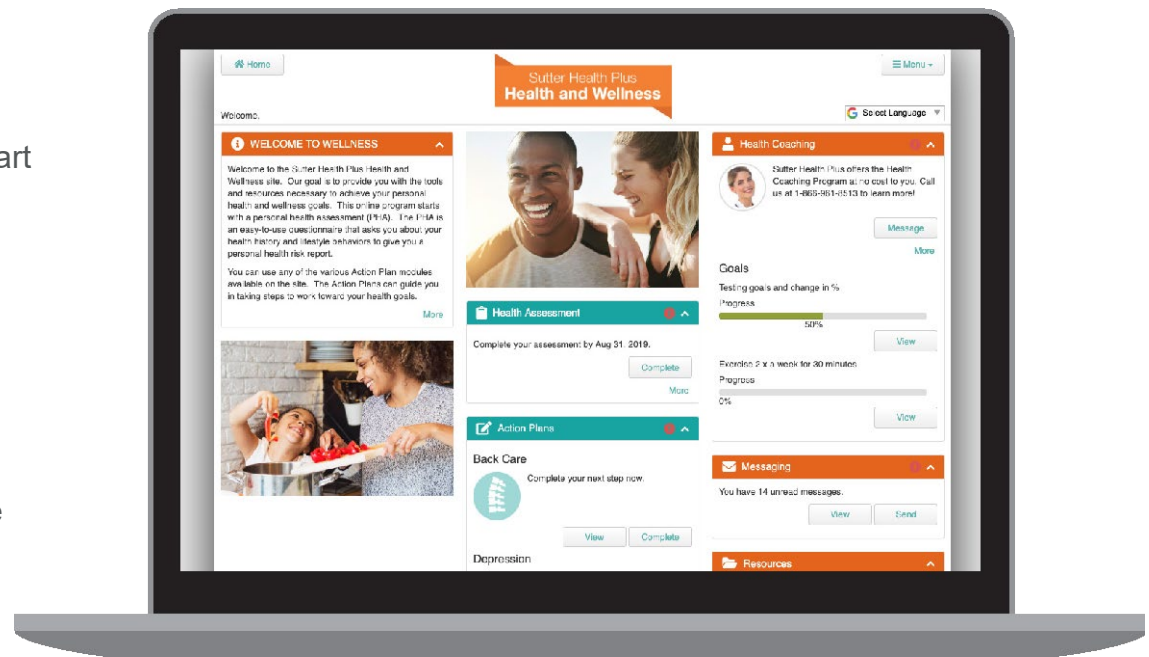 art
e
Home
Sutter Health Plus
Health and Wellness
Menu
Welcome.
Select Language
WELCOME TO WELLNESS
Welcome to the Sutter Health Plus Health and
Wellness site. Our goal is to provide you with the tools
and resources necessary to achieve your personal
health and wellness goals. This online program starts
with a personal health assessment (PHA). The PHA is
an easy-to-use questionnaire that asks you about your
health history and lifestyle behaviors to give you a
personal health risk report.
You can use any of the various Action Plan modules
available on the site. The Action Plans can guide you
in taking steps to work toward your health goals.
More
Health Assessment
Complete your assessment by Aug 31, 2019.
Complete
More
Action Plans
Back Care
Complete your next step now.
View
Complete
Depression
Health Coaching
Sutter Health Plus offers the Health
Coaching Program at no cost to you. Call
us at 1-866-961-8513 to learn more!
Message
More
Goals
Testing goals and change in %
Progress
50%
View
Exercise 2 x a week for 30 minutes
Progress
0%
View
Messaging
You have 14 unread messages.
View
Send
Resources